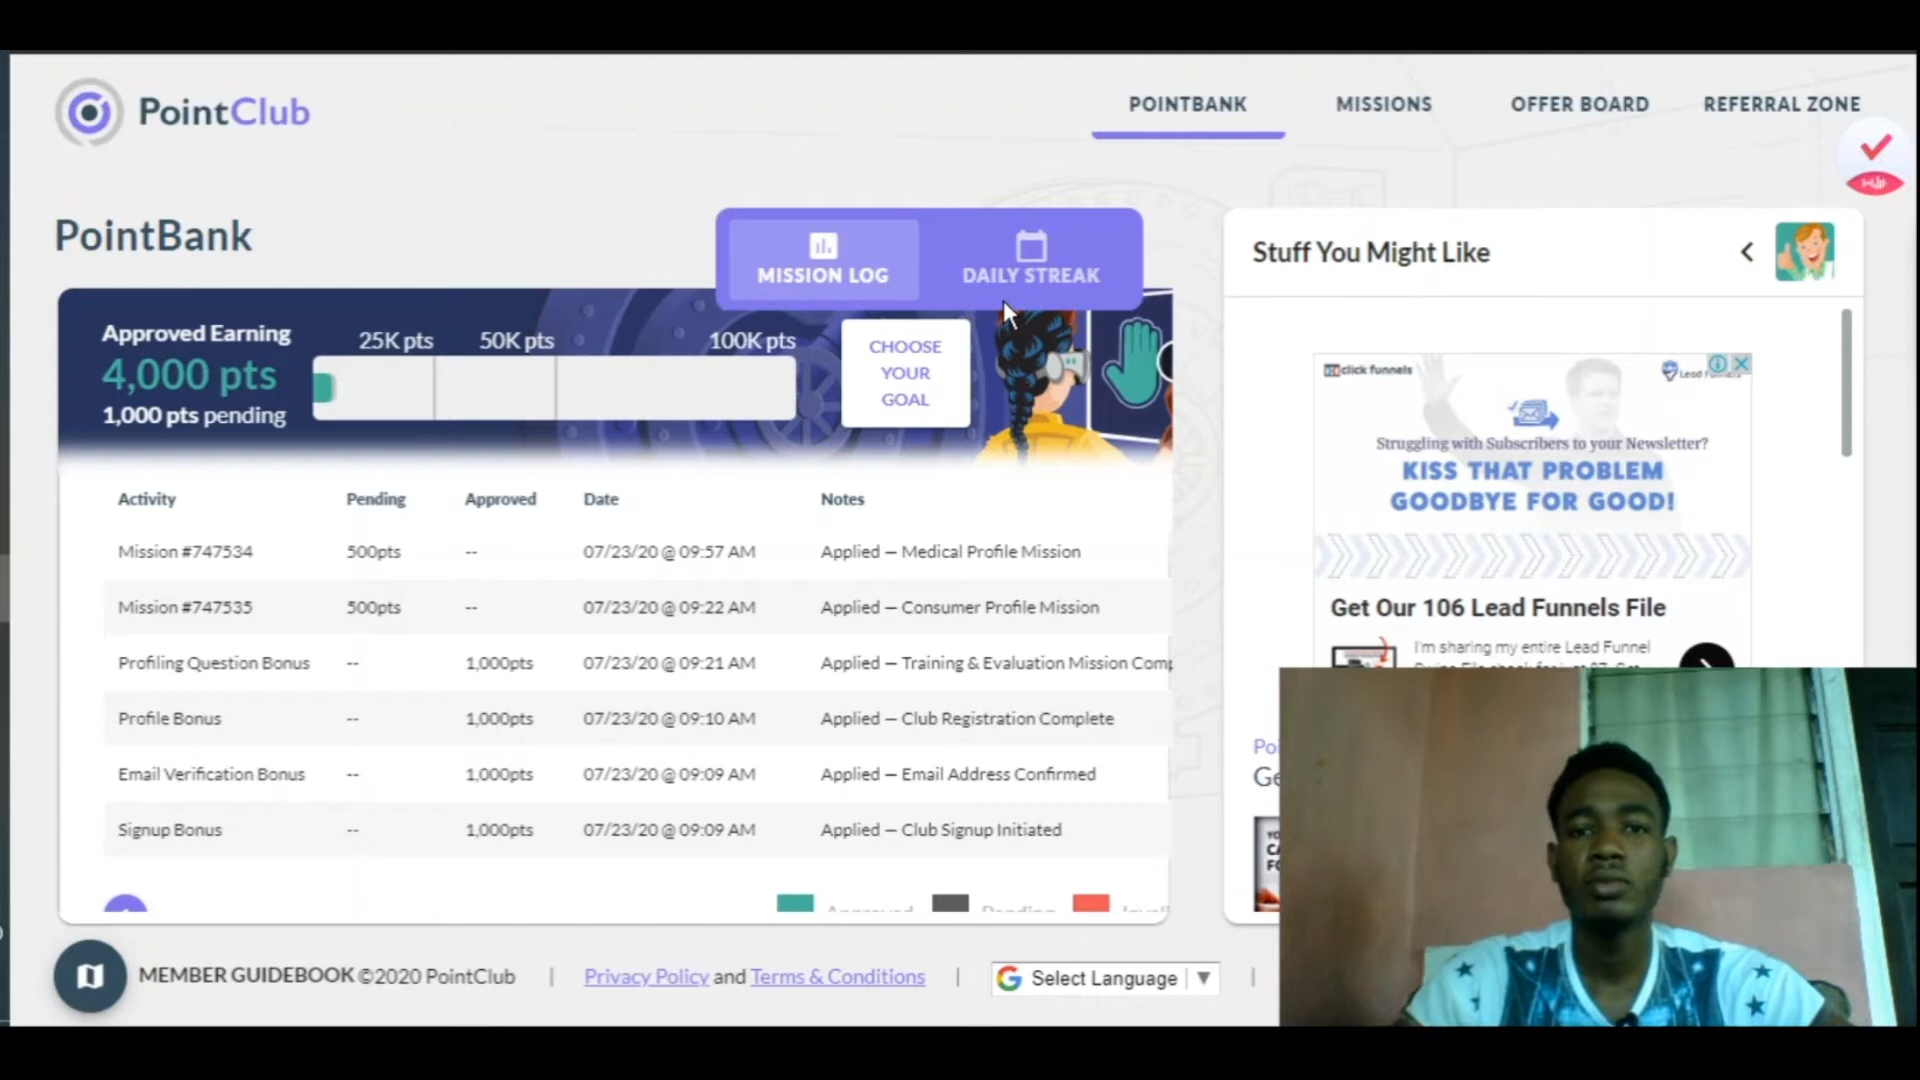 PointClub
POINTBANK
MISSIONS
OFFER BOARD
REFERRAL ZONE
PointBank
MISSION LOG
DAILY STREAK
Approved Earning
4,000 pts
1,000 pts pending
25K pts
50K pts
100K pts
CHOOSE
YOUR
GOAL
Activity Pending Approved Date Notes
Mission #747534 500pts -- 07/23/20 @ 09:57 AM Applied — Medical Profile Mission
Mission #747535 500pts -- 07/23/20 @ 09:22 AM Applied — Consumer Profile Mission
Profiling Question Bonus -- 1,000pts 07/23/20 @ 09:21 AM Applied — Training & Evaluation Mission Comp
Profile Bonus -- 1,000pts 07/23/20 @ 09:10 AM Applied — Club Registration Complete
Email Verification Bonus -- 1,000pts 07/23/20 @ 09:09 AM Applied — Email Address Confirmed
Signup Bonus -- 1,000pts 07/23/20 @ 09:09 AM Applied — Club Signup Initiated
Stuff You Might Like
click funnels
Lead
Struggling with Subscribers to your Newsletter?
KISS THAT PROBLEM
GOODBYE FOR GOOD!
Get Our 106 Lead Funnels File
I'm sharing my entire Lead Funnel
Poi
Ge
MEMBER GUIDEBOOK ©2020 PointClub | Privacy Policy and Terms & Conditions | Select Language ▼ |